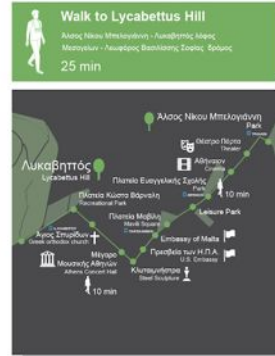 Walk to Lycabettus Hill
Άλσος Νίκου Μπελογιάννη - Λυκαβηττός λόφος
Μεσογείων - Λεωφόρος Βασιλίσσης Σοφίας δρόμος
25 min
Άλσος Νίκου Μπελογιάννη
Park
Θέατρο Πέρτα
Theater
Αθήναιον
Cinema
Λυκαβηττός
Lycabettus Hill
Πλατεία Ευαγγελικής Σχολής
Park
10 min
Πλατεία Κώστα Βάρναλη
Recreational Park
Leisure Park
Πλατεία Μαβίλη
Mavili Square
Άγιος Σπυρίδων
Greek orthodox church
Embassy of Malta
Πρεσβεία των Η.Π.Α.
U.S. Embassy
Μέγαρο
Μουσικής Αθηνών
Athens Concert Hall
Κλυταιμνήστρα
Steel Sculpture
10 min